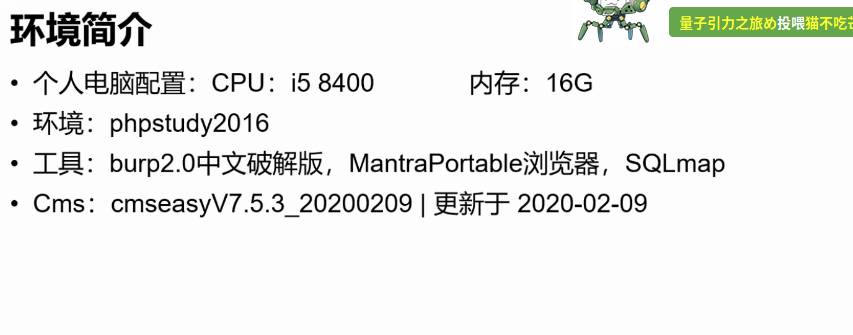 环境简介
量子引力之旅め投喂猫不吃芒
• 个人电脑配置：CPU：i5 8400 内存：16G
• 环境：phpstudy2016
• 工具：burp2.0中文破解版，MantraPortable浏览器，SQLmap
• Cms：cmseasyV7.5.3_20200209 | 更新于 2020-02-09